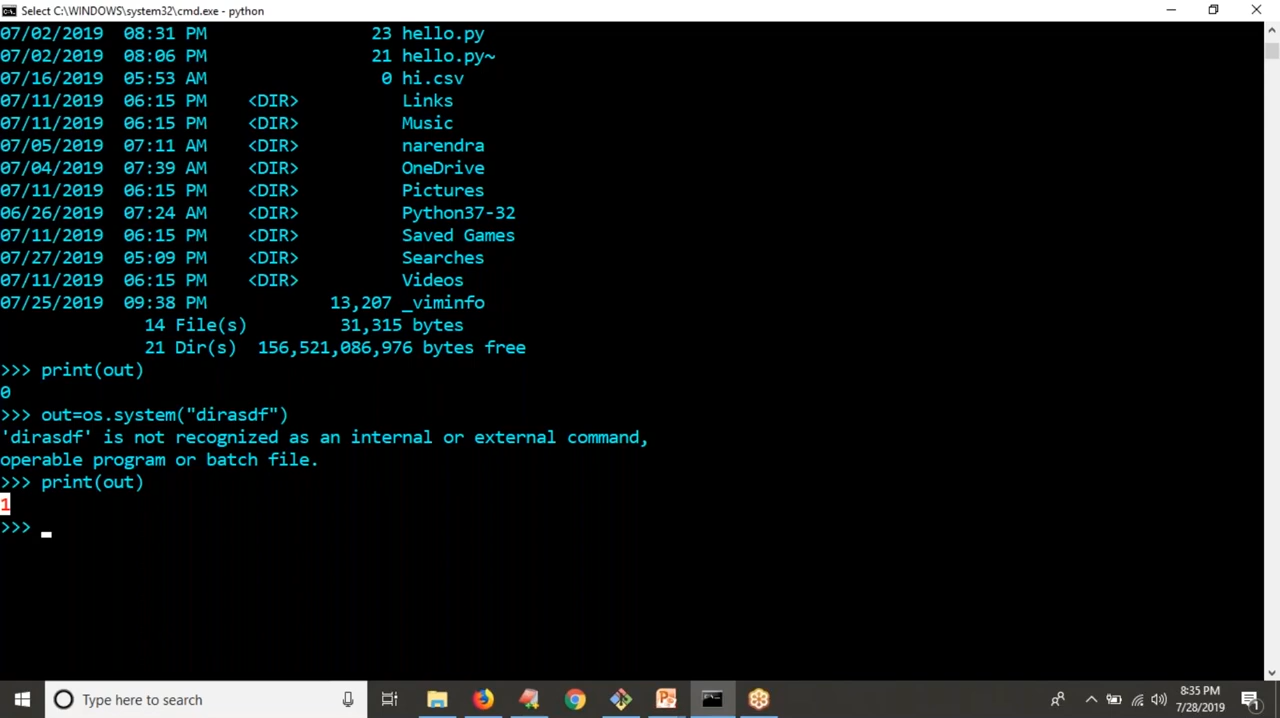 Select C:\WINDOWS\system32\cmd.exe - python
07/02/2019  08:31 PM                23 hello.py
07/02/2019  08:06 PM                21 hello.py~
07/16/2019  05:53 AM                 0 hi.csv
07/11/2019  06:15 PM    <DIR>          Links
07/11/2019  06:15 PM    <DIR>          Music
07/05/2019  07:11 AM    <DIR>          narendra
07/04/2019  07:39 AM    <DIR>          OneDrive
07/11/2019  06:15 PM    <DIR>          Pictures
06/26/2019  07:24 AM    <DIR>          Python37-32
07/11/2019  06:15 PM    <DIR>          Saved Games
07/27/2019  05:09 PM    <DIR>          Searches
07/11/2019  06:15 PM    <DIR>          Videos
07/25/2019  09:38 PM            13,207 _viminfo
14 File(s)         31,315 bytes
21 Dir(s)  156,521,086,976 bytes free
>>> print(out)
0
>>> out=os.system("dirasdf")
'dirasdf' is not recognized as an internal or external command,
operable program or batch file.
>>> print(out)
1
>>>
Type here to search
8:35 PM
7/28/2019
1